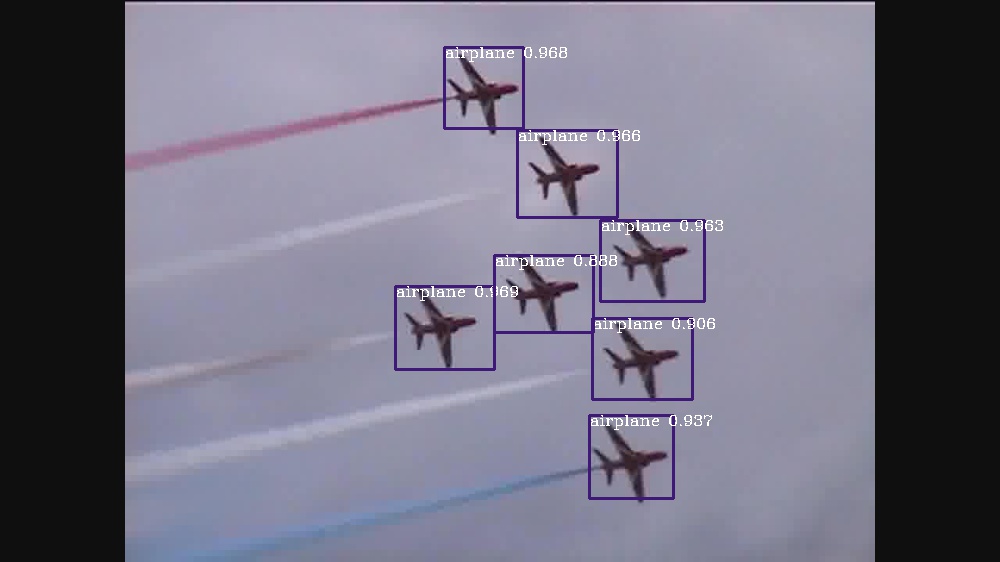 airplane 0.968
airplane 0.966
airplane 0.963
airplane 0.888
airplane 0.969
airplane 0.906
airplane 0.937